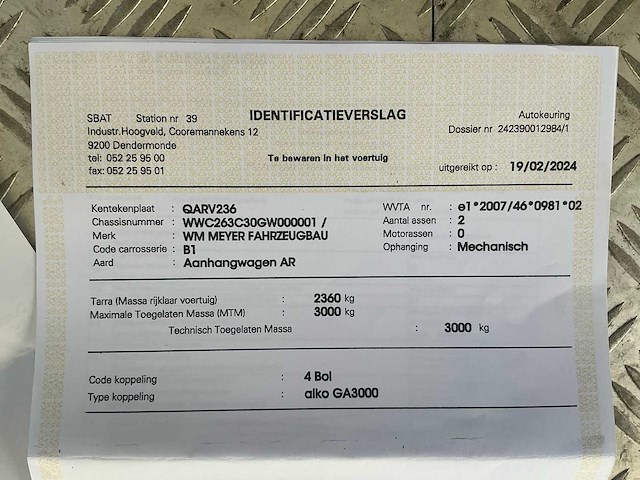 SBAT Station nr 39 IDENTIFICATIEVERSLAG Autokeuring
Industr.Hoogveld, Cooremannekens 12 Dossier nr 242390012984/1
9200 Dendermonde
tel: 052 25 95 00 Te bewaren in het voertuig
fax: 052 25 95 01 uitgereikt op : 19/02/2024
Kentekenplaat : QARV236 WVTA nr. : e1*2007/46*0981*02
Chassisnummer : WWC263C30GW000001 / Aantal assen : 2
Merk : WM MEYER FAHRZEUGBAU Motorassen : 0
Code carrosserie : B1 Ophanging : Mechanisch
Aard : Aanhangwagen AR
Tarra (Massa rijklaar voertuig) : 2360 kg
Maximale Toegelaten Massa (MTM) : 3000 kg
Technisch Toegelaten Massa : 3000 kg
Code koppeling : 4 Bol
Type koppeling : alko GA3000